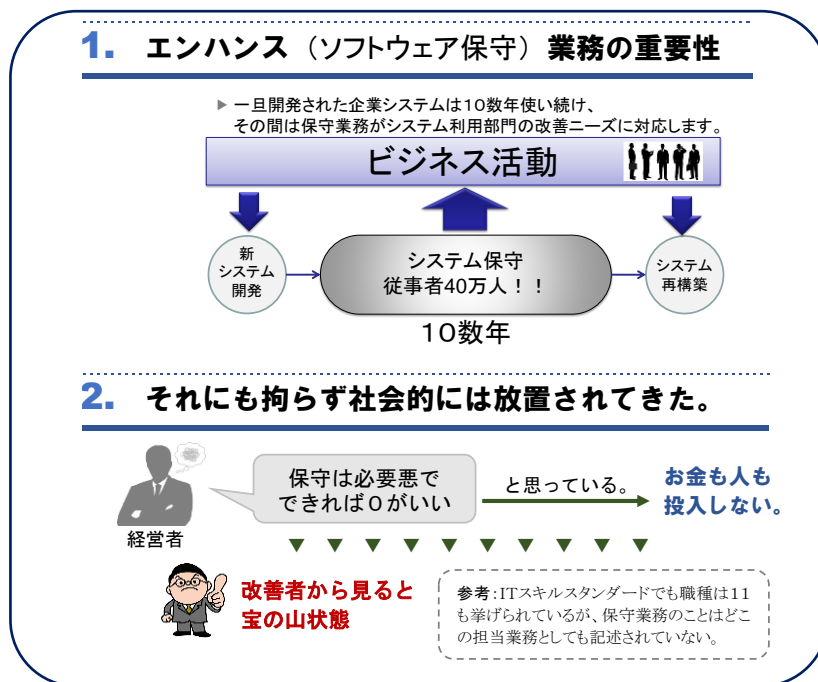 1. エンハンス（ソフトウェア保守）業務の重要性
▶ 一旦開発された企業システムは１０数年使い続け、
その間は保守業務がシステム利用部門の改善ニーズに対応します。
ビジネス活動
新
システム
開発
システム保守
従事者40万人！！
システム
再構築
１０数年
2. それにも拘らず社会的には放置されてきた。
保守は必要悪で
できれば０がいい
と思っている。
お金も人も
投入しない。
経営者
改善者から見ると
宝の山状態
参考：ITスキルスタンダードでも職種は11
も挙げられているが、保守業務のことはどこ
の担当業務としても記述されていない。